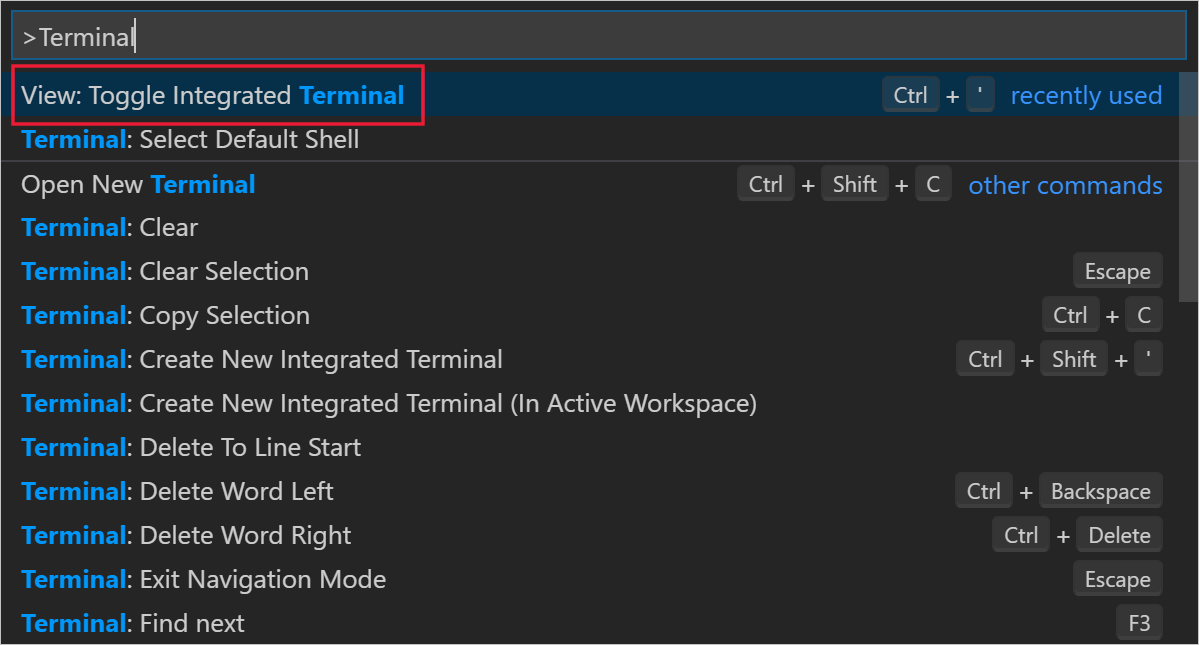 >Terminal
View: Toggle Integrated Terminal Ctrl + ' recently used
Terminal: Select Default Shell
Open New Terminal Ctrl + Shift + C other commands
Terminal: Clear
Terminal: Clear Selection Escape
Terminal: Copy Selection Ctrl + C
Terminal: Create New Integrated Terminal Ctrl + Shift + '
Terminal: Create New Integrated Terminal (In Active Workspace)
Terminal: Delete To Line Start
Terminal: Delete Word Left Ctrl + Backspace
Terminal: Delete Word Right Ctrl + Delete
Terminal: Exit Navigation Mode Escape
Terminal: Find next F3